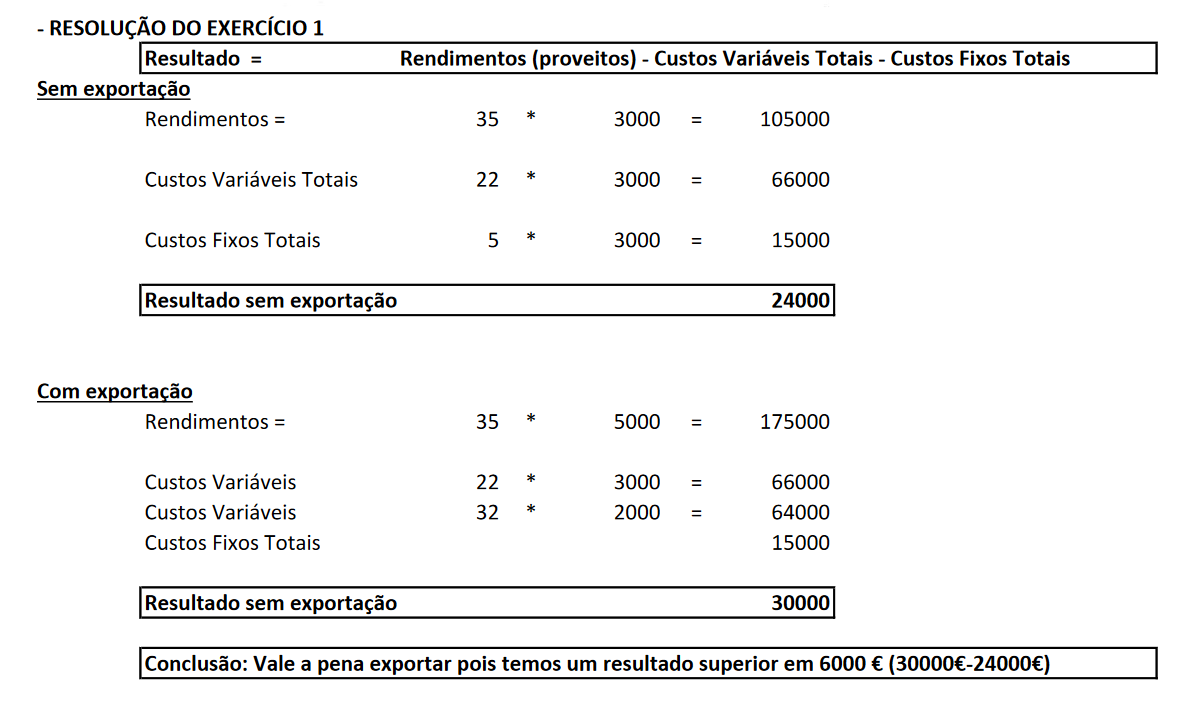 - RESOLUÇÃO DO EXERCÍCIO 1
Resultado = Rendimentos (proveitos) - Custos Variáveis Totais - Custos Fixos Totais
Sem exportação
Rendimentos = 35 * 3000 = 105000
Custos Variáveis Totais 22 * 3000 = 66000
Custos Fixos Totais 5 * 3000 = 15000
Resultado sem exportação 24000
Com exportação
Rendimentos = 35 * 5000 = 175000
Custos Variáveis 22 * 3000 = 66000
Custos Variáveis 32 * 2000 = 64000
Custos Fixos Totais 15000
Resultado sem exportação 30000
Conclusão: Vale a pena exportar pois temos um resultado superior em 6000 € (30000€-24000€)